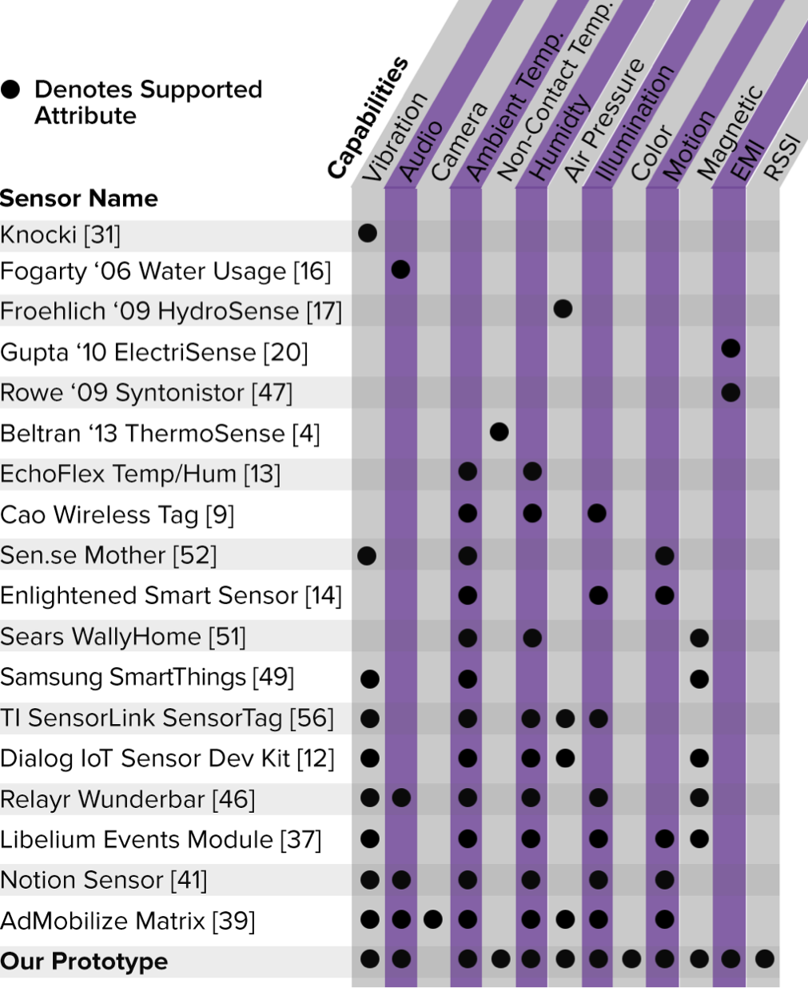 ● Denotes Supported
Attribute
Capabilities
Vibration
Audio
Camera
Ambient Temp.
Non-Contact Temp.
Humidty
Air Pressure
Illumination
Color
Motion
Magnetic
EMI
RSSI
Sensor Name
Knocki [31]
Fogarty ‘06 Water Usage [16]
Froehlich ‘09 HydroSense [17]
Gupta ‘10 ElectriSense [20]
Rowe ‘09 Syntonistor [47]
Beltran ‘13 ThermoSense [4]
EchoFlex Temp/Hum [13]
Cao Wireless Tag [9]
Sen.se Mother [52]
Enlightened Smart Sensor [14]
Sears WallyHome [51]
Samsung SmartThings [49]
TI SensorLink SensorTag [56]
Dialog IoT Sensor Dev Kit [12]
Relayr Wunderbar [46]
Libelium Events Module [37]
Notion Sensor [41]
AdMobilize Matrix [39]
Our Prototype